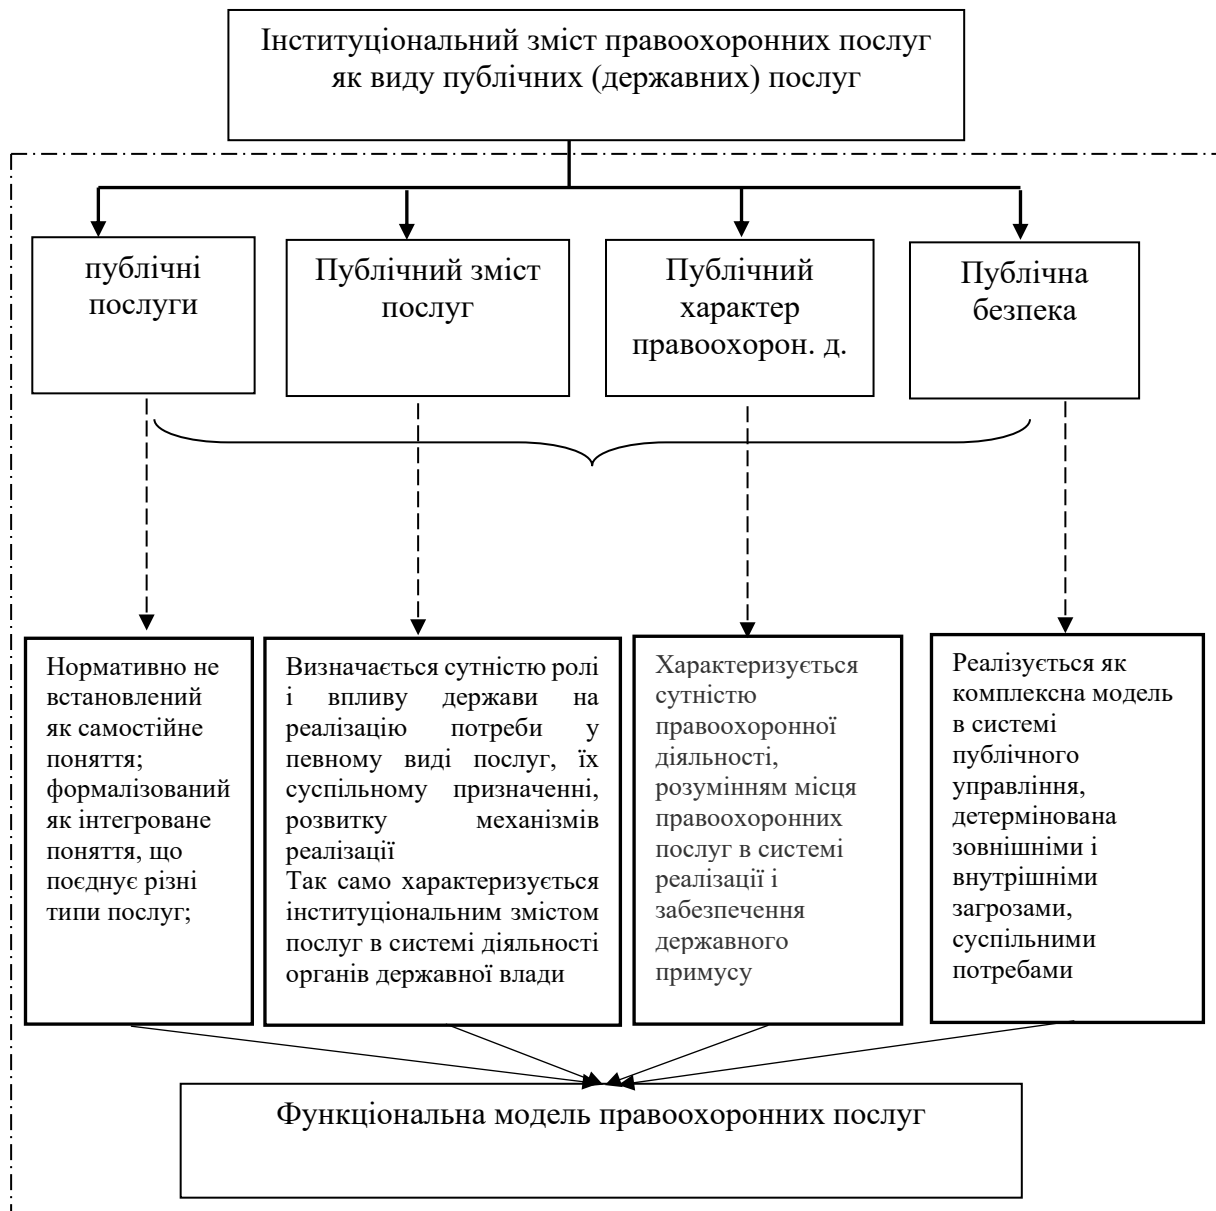 Інституціональний зміст правоохоронних послуг
як виду публічних (державних) послуг
публічні
послуги
Публічний зміст
послуг
Публічний
характер
правоохорон. д.
Публічна
безпека
Нормативно не
встановлений
як самостійне
поняття;
формалізований
як інтегроване
поняття, що
поєднує різні
типи послуг;
Визначається сутністю ролі
і впливу держави на
реалізацію потреби у
певному виді послуг, їх
суспільному призначенні,
розвитку механізмів
реалізації
Так само характеризується
інституціональним змістом
послуг в системі діяльності
органів державної влади
Характеризується
сутністю
правоохоронної
діяльності,
розумінням місця
правоохоронних
послуг в системі
реалізації і
забезпечення
державного
примусу
Реалізується як
комплексна модель
в системі
публічного
управління,
детермінована
зовнішніми і
внутрішніми
загрозами,
суспільними
потребами
Функціональна модель правоохоронних послуг